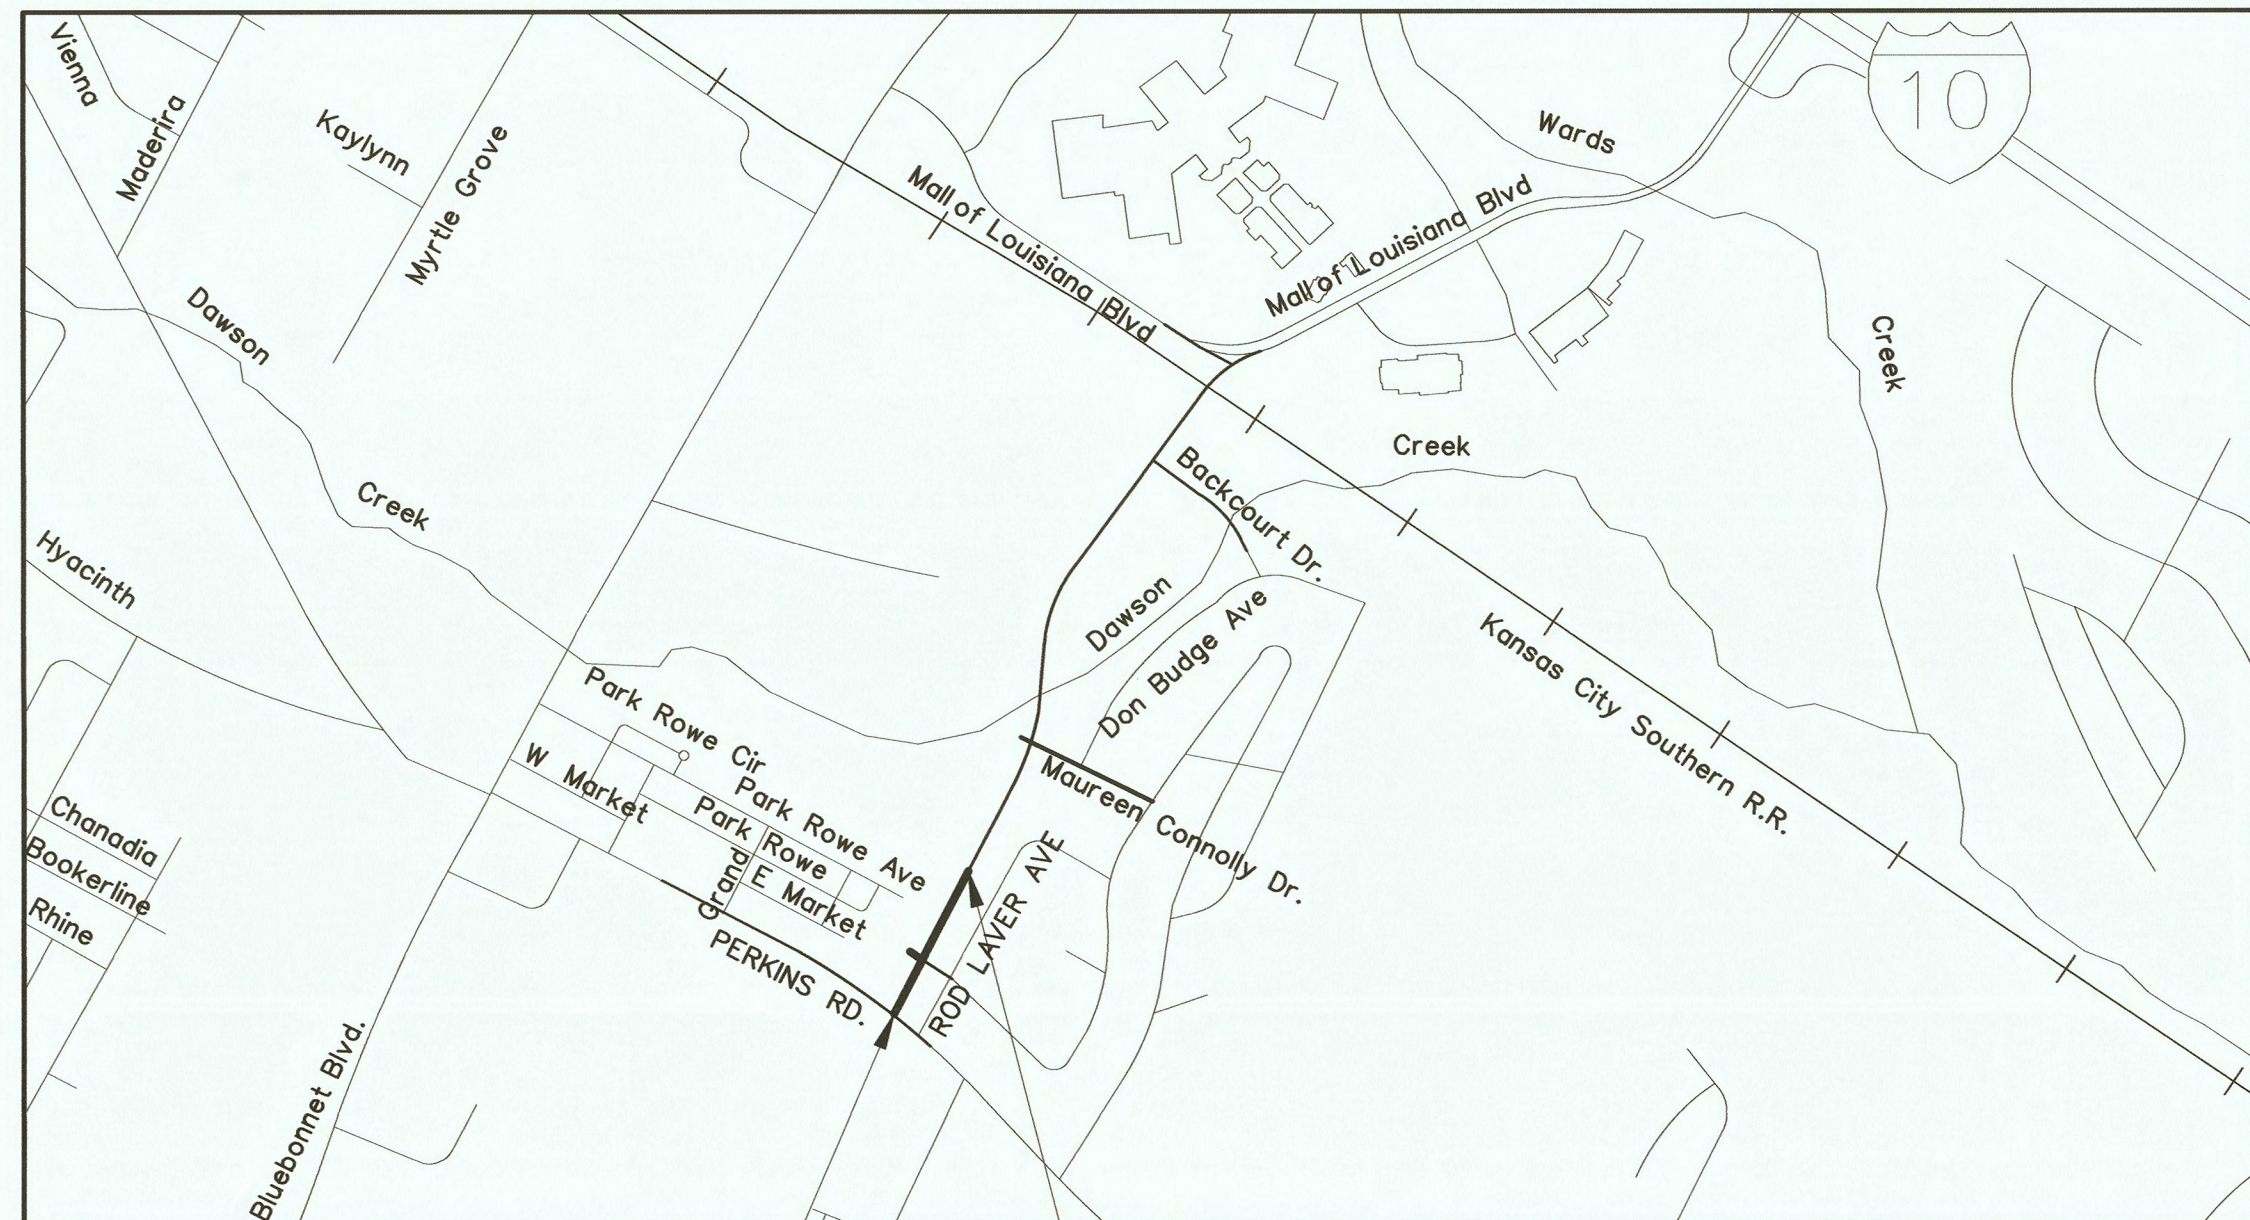 Vienna
Maderira
Kaylynn
Myrtle Grove
10
Wards
Mall of Louisiana Blvd
Mall of Louisiana Blvd
Creek
Dawson
Creek
Creek
Backcourt Dr.
Hyacinth
Dawson
Don Budge Ave
Kansas City Southern R.R.
Park Rowe Cir
W Market
Park Rowe Ave
Park Rowe
Grand
E Market
Maureen Connolly Dr.
Chanadia
Bookerline
Rhine
PERKINS RD.
ROD LAVER AVE
Bluebonnet Blvd.